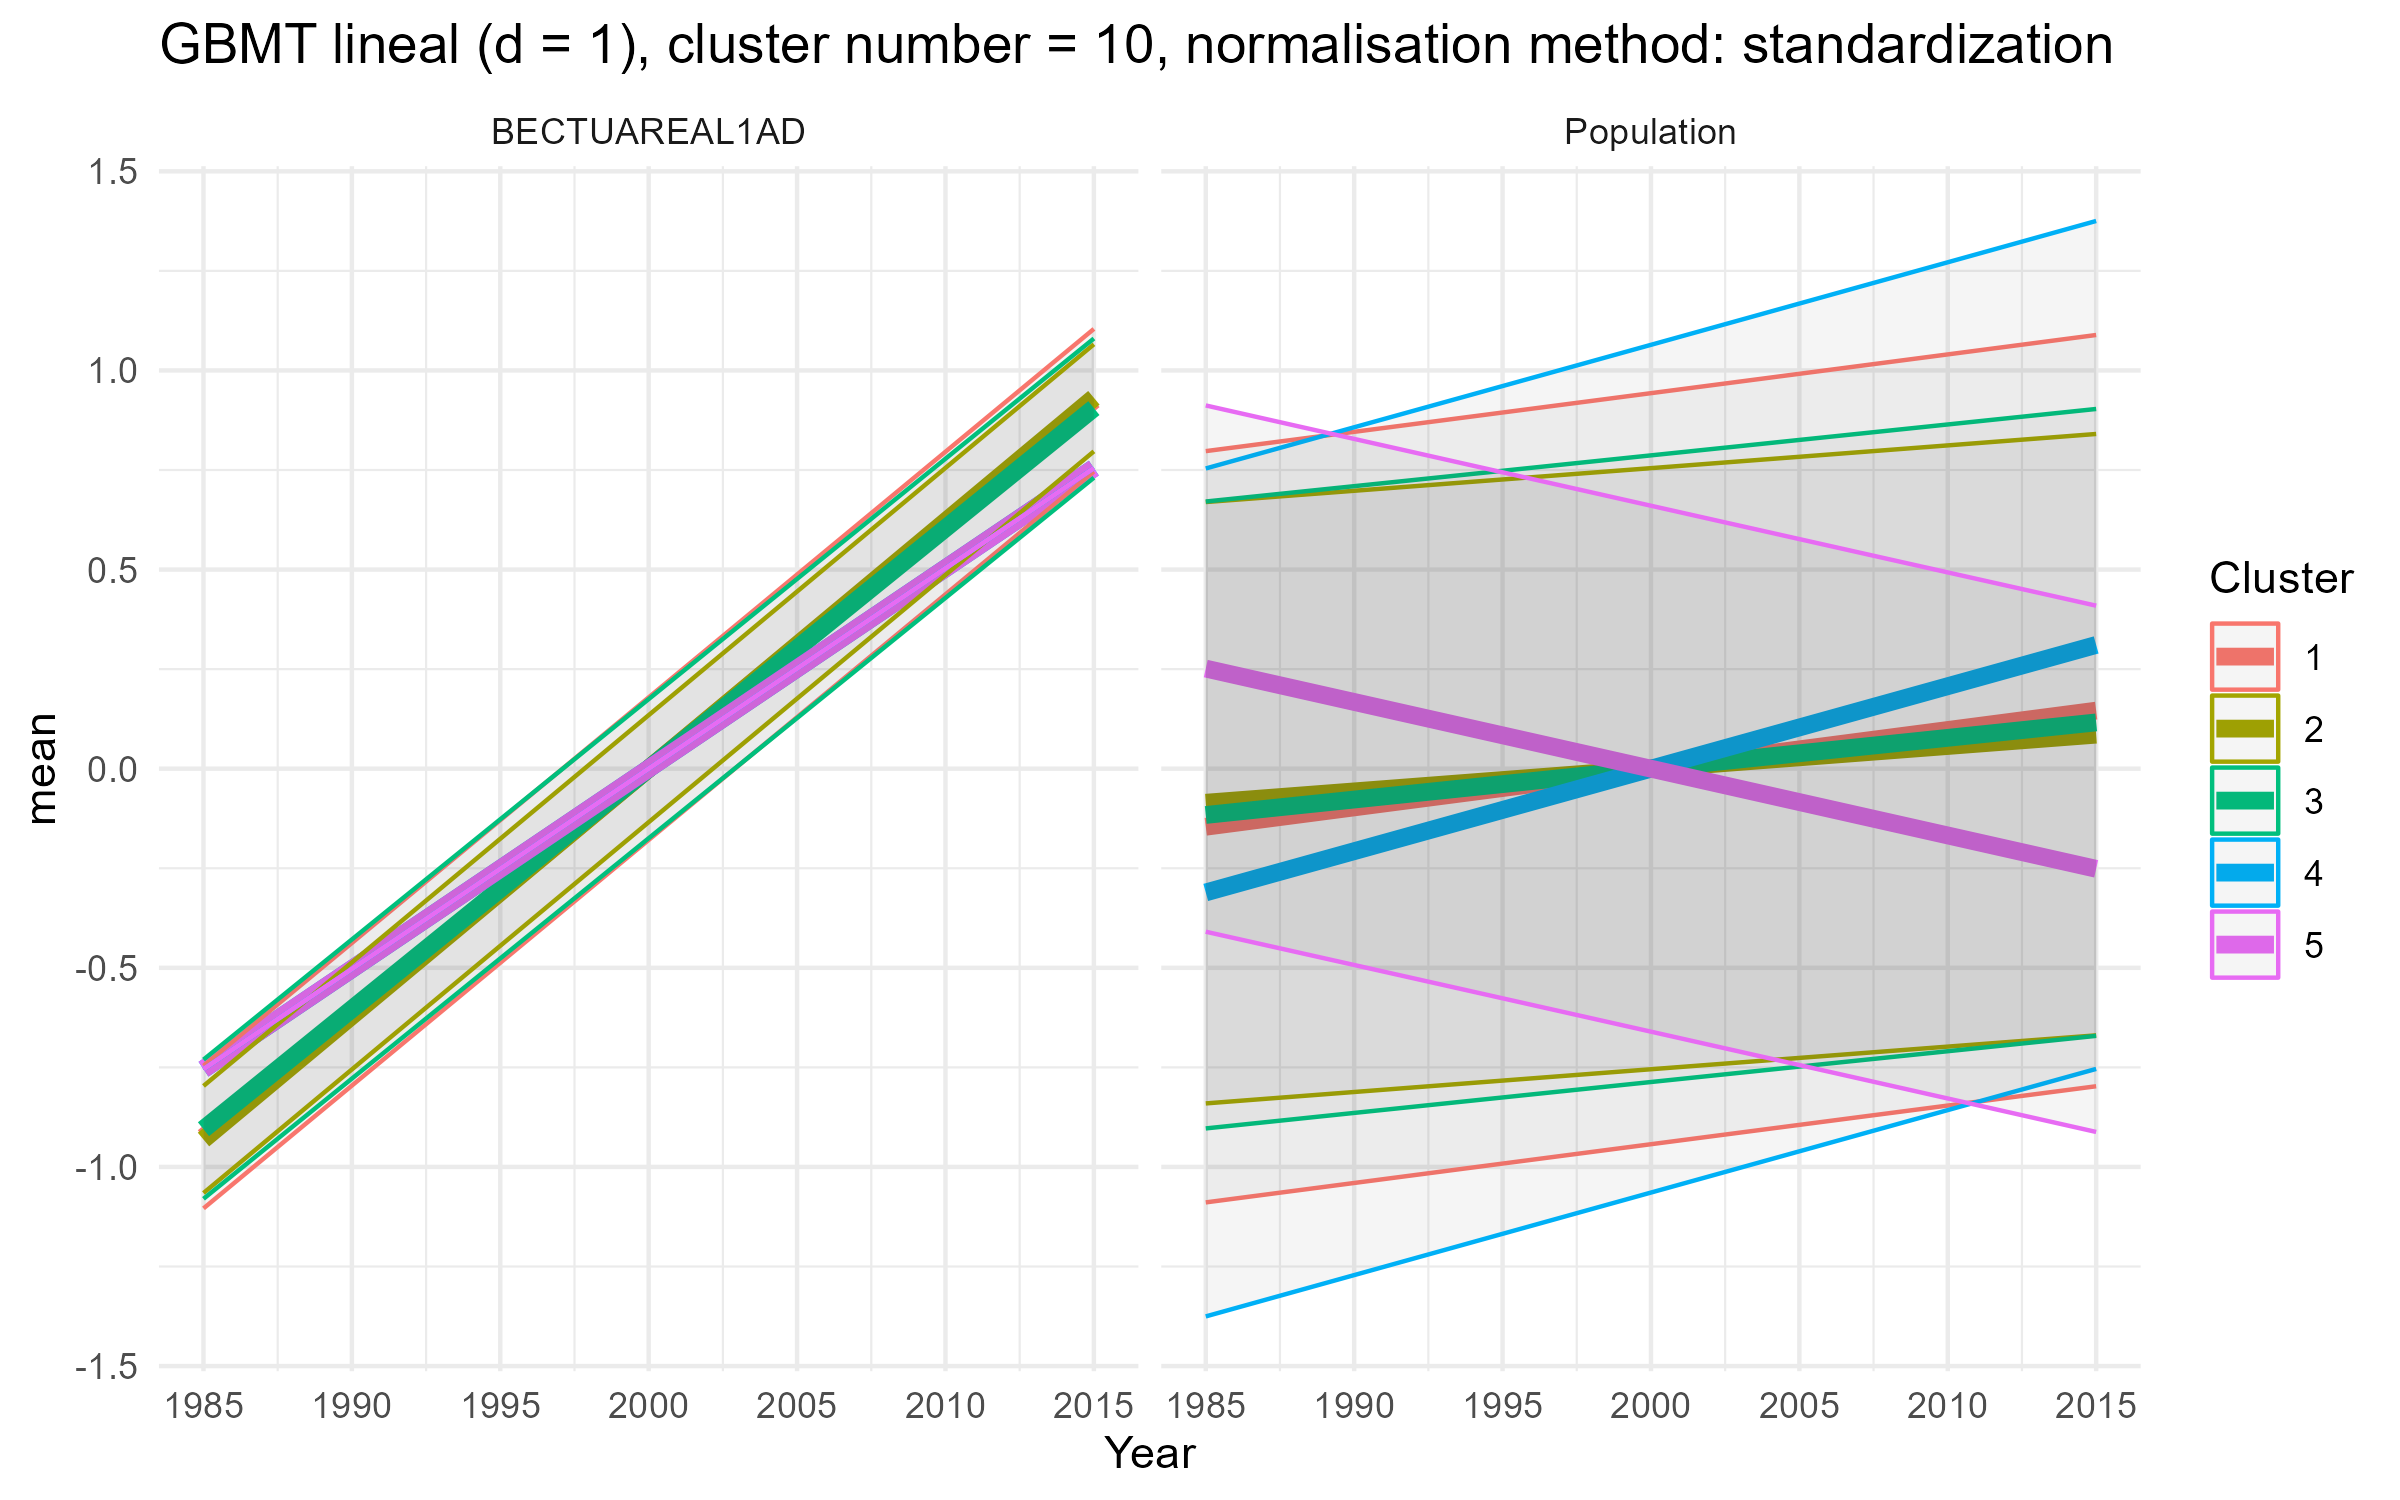 GBMT lineal (d = 1), cluster number = 10, normalisation method: standardization
BECTUAREAL1AD
Population
mean
1.5
1.0
0.5
0.0
-0.5
-1.0
-1.5
1985 1990 1995 2000 2005 2010 2015
1985 1990 1995 2000 2005 2010 2015
Year
Cluster
1
2
3
4
5